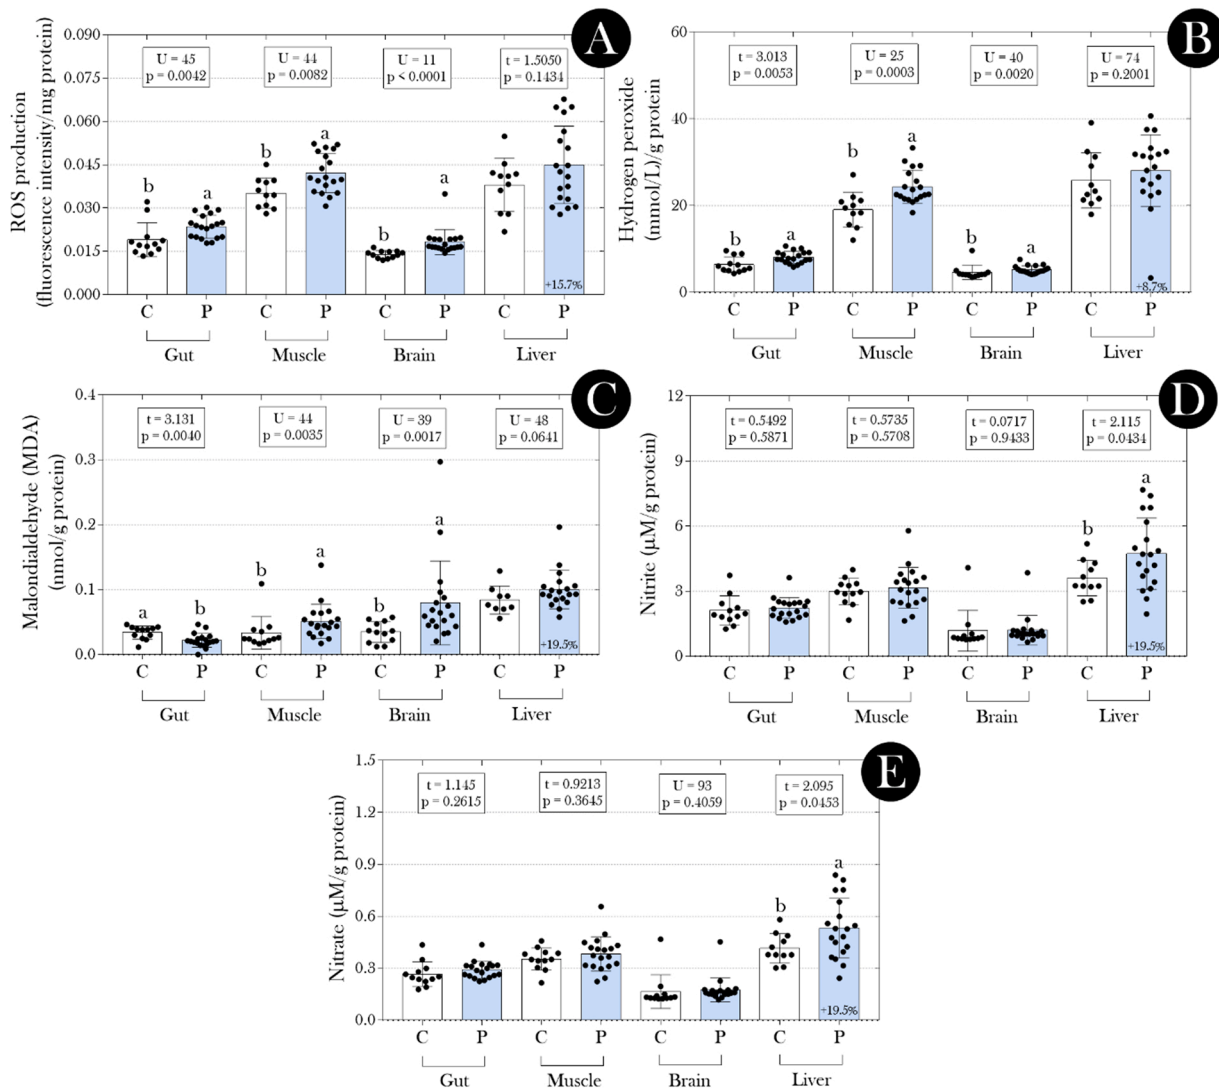 A
ROS production
(fluorescence intensity/mg protein)
0.090
0.075
0.060
0.045
0.030
0.015
0.000
U = 45
p = 0.0042
U = 44
p = 0.0082
U = 11
p < 0.0001
t = 1.5050
p = 0.1434
b
a
b
a
b
a
+15.7%
C
P
C
P
C
P
C
P
Gut
Muscle
Brain
Liver
B
Hydrogen peroxide
(mmol/L)/g protein
60
40
20
0
t = 3.013
p = 0.0053
U = 25
p = 0.0003
U = 40
p = 0.0020
U = 74
p = 0.2001
b
a
b
a
b
a
+8.7%
C
P
C
P
C
P
C
P
Gut
Muscle
Brain
Liver
C
Malondialdehyde (MDA)
(nmol/g protein)
0.4
0.3
0.2
0.1
0.0
t = 3.131
p = 0.0040
U = 44
p = 0.0035
U = 39
p = 0.0017
U = 48
p = 0.0641
a
b
b
a
b
a
+19.5%
C
P
C
P
C
P
C
P
Gut
Muscle
Brain
Liver
D
Nitrite (µM/g protein)
12
9
6
3
0
t = 0.5492
p = 0.5871
t = 0.5735
p = 0.5708
t = 0.0717
p = 0.9433
t = 2.115
p = 0.0434
b
a
+19.5%
C
P
C
P
C
P
C
P
Gut
Muscle
Brain
Liver
E
Nitrate (µM/g protein)
1.5
1.2
0.9
0.6
0.3
0.0
t = 1.145
p = 0.2615
t = 0.9213
p = 0.3645
U = 93
p = 0.4059
t = 2.095
p = 0.0453
b
a
+19.5%
C
P
C
P
C
P
C
P
Gut
Muscle
Brain
Liver